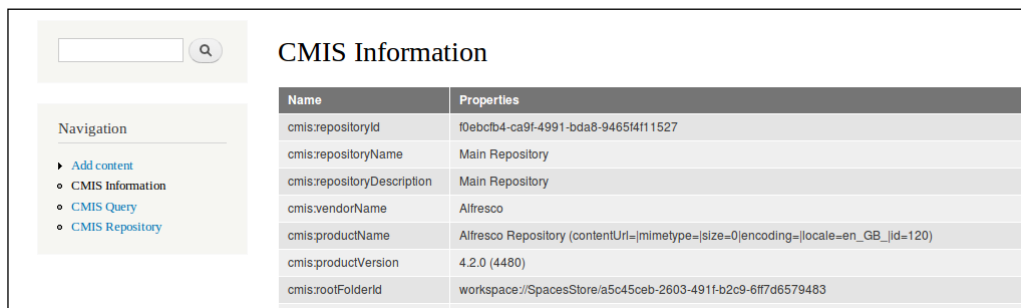 CMIS Information
Name Properties
cmis:repositoryId f0ebcfb4-ca9f-4991-bda8-9465f4f11527
cmis:repositoryName Main Repository
cmis:repositoryDescription Main Repository
cmis:vendorName Alfresco
cmis:productName Alfresco Repository (contentUrl=|mimetype=|size=0|encoding=|locale=en_GB_|id=120)
cmis:productVersion 4.2.0 (4480)
cmis:rootFolderId workspace://SpacesStore/a5c45ceb-2603-491f-b2c9-6ff7d6579483
Navigation
Add content
CMIS Information
CMIS Query
CMIS Repository